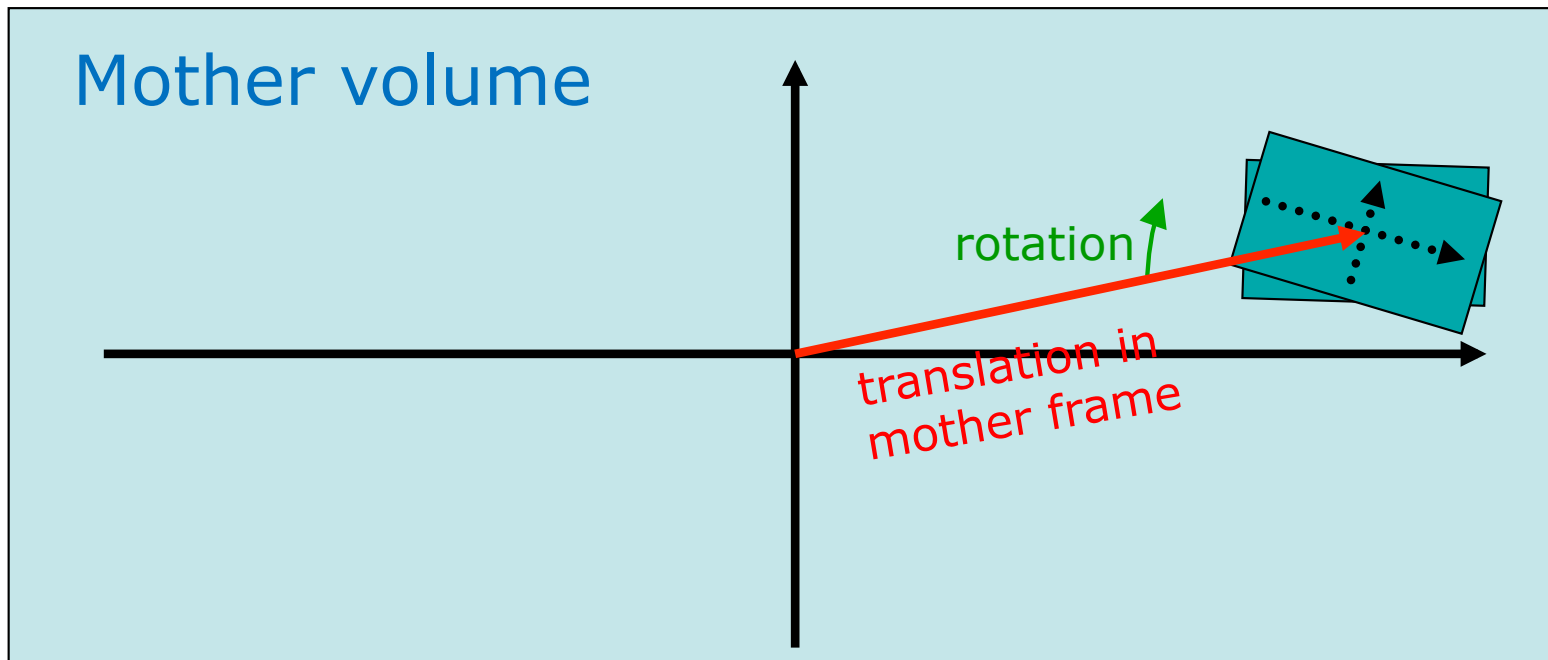 Mother volume
rotation
translation in
mother frame